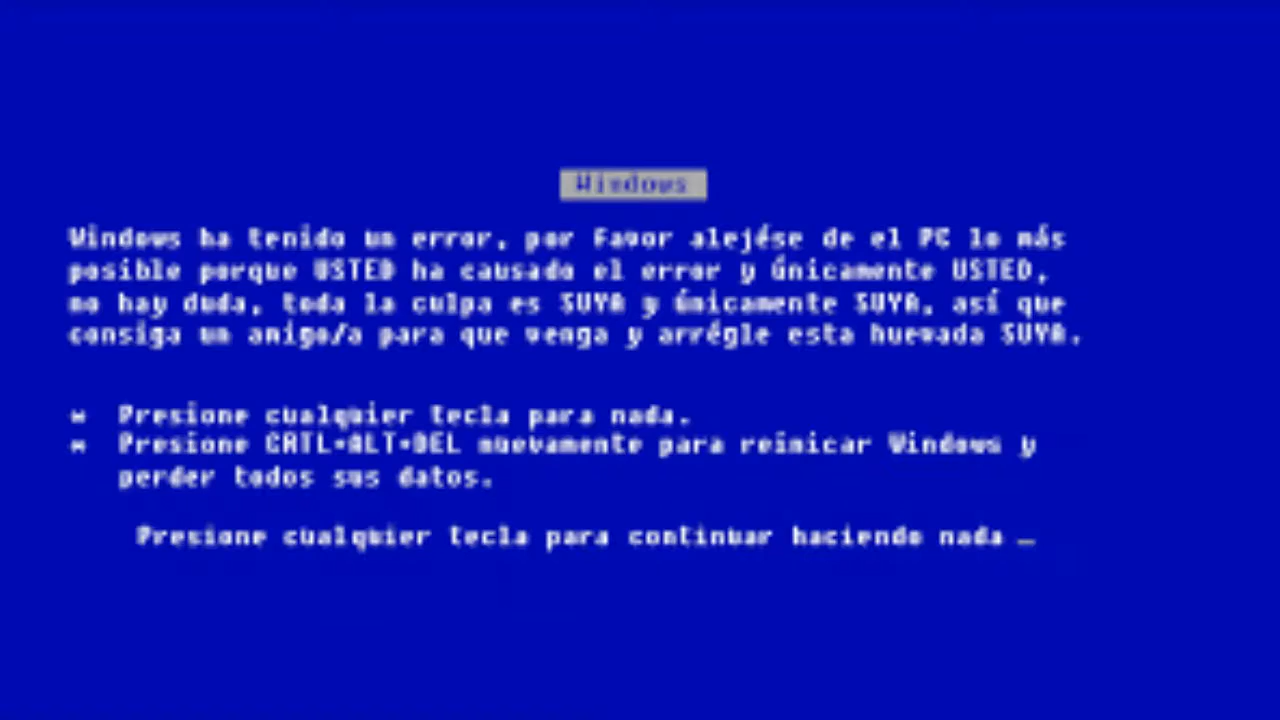 Windows
Windows ha tenido un error, por favor alejése de el PC lo más
posible porque USTED ha causado el error y únicamente USTED,
no hay duda, toda la culpa es SUYA y únicamente SUYA, así que
consiga un amigo/a para que venga y arrégle esta huevada SUYA.
* Presione cualquier tecla para nada.
* Presione CRTL+ALT+DEL nuevamente para reinicar Windows y
perder todos sus datos.
Presione cualquier tecla para continuar haciendo nada _